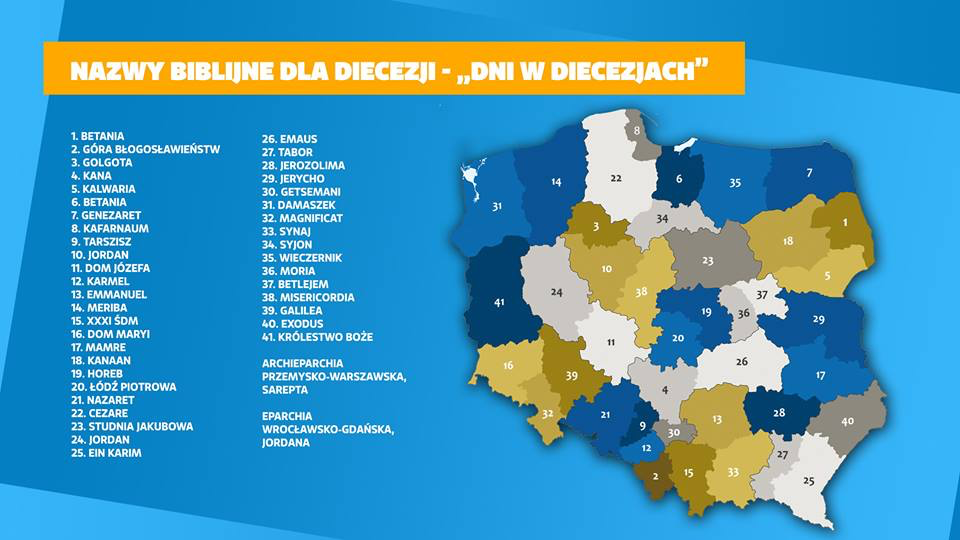 NAZWY BIBLIJNE DLA DIECEZJI - „DNI W DIECEZJACH”
1. BETANIA
2. GÓRA BŁOGOSŁAWIEŃSTW
3. GOLGOTA
4. KANA
5. KALWARIA
6. BETANIA
7. GENEZARET
8. KAFARNAUM
9. TARSZISZ
10. JORDAN
11. DOM JÓZEFA
12. KARMEL
13. EMMANUEL
14. MERIBA
15. XXXI ŚDM
16. DOM MARYI
17. MAMRE
18. KANAAN
19. HOREB
20. ŁÓDŹ PIOTROWA
21. NAZARET
22. CEZARE
23. STUDNIA JAKUBOWA
24. JORDAN
25. EIN KARIM
26. EMAUS
27. TABOR
28. JEROZOLIMA
29. JERYCHO
30. GETSEMANI
31. DAMASZEK
32. MAGNIFICAT
33. SYNAJ
34. SYJON
35. WIECZERNIK
36. MORIA
37. BETLEJEM
38. MISERICORDIA
39. GALILEA
40. EXODUS
41. KRÓLESTWO BOŻE
ARCHIEPARCHIA
PRZEMYSKO-WARSZAWSKA,
SAREPTA
EPARCHIA
WROCŁAWSKO-GDAŃSKA,
JORDANA
8
14
22
6
35
7
31
34
3
1
18
23
10
5
24
38
37
41
19
36
29
11
20
26
16
39
17
4
32
21
9
13
28
40
30
12
27
2
15
33
25